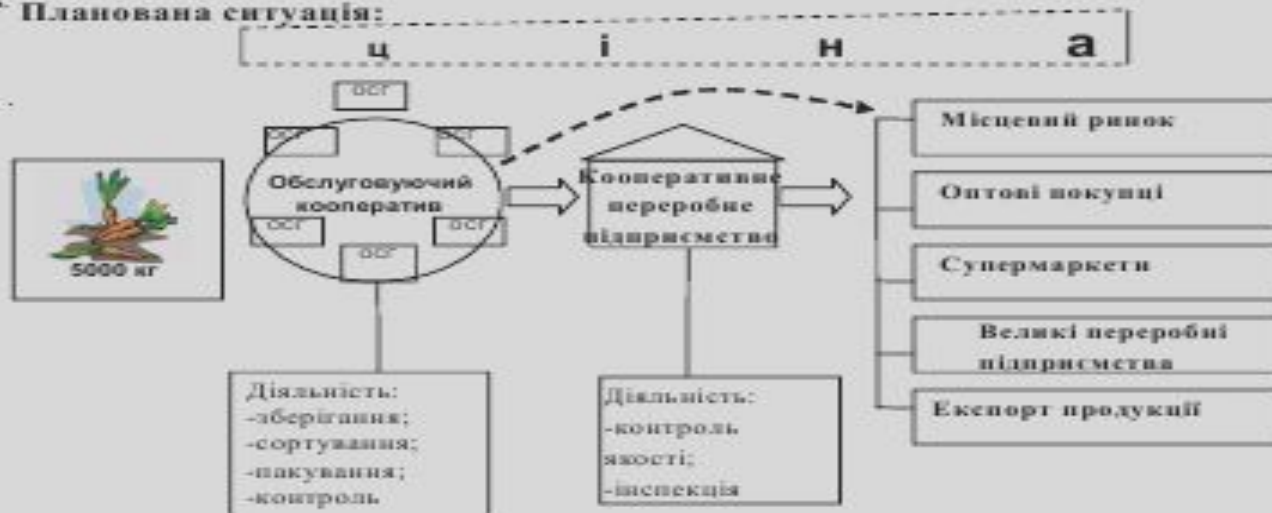 Планована ситуація:
ц і н а
ОСГ
ОСГ
ОСГ
Обслуговуючий
кооператив
ОСГ
ОСГ
ОСГ
5000 кг
Кооперативне
переробне
підприємство
Місцевий ринок
Оптові покупці
Супермаркети
Великі переробні
підприємства
Експорт продукції
Діяльність:
-зберігання;
-сортування;
-пакування;
-контроль
Діяльність:
-контроль
якості;
-інспекція